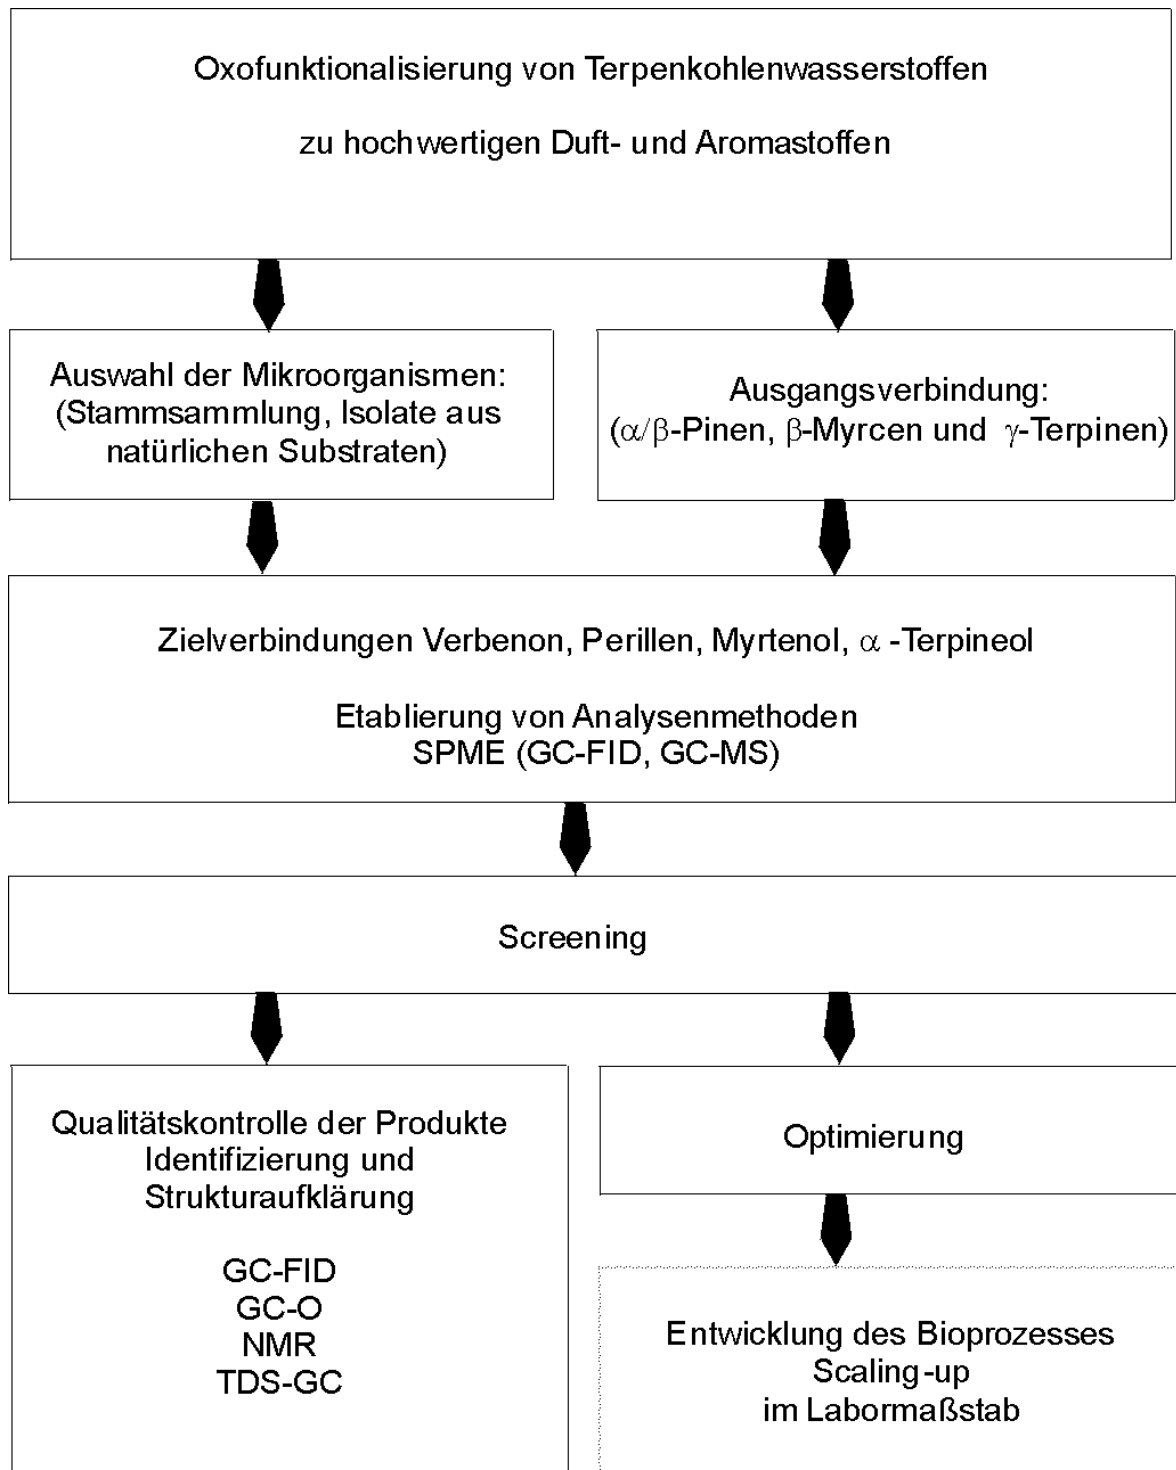 Oxofunktionalisierung von Terpenkohlenwasserstoffen
zu hochwertigen Duft- und Aromastoffen
Auswahl der Mikroorganismen:
(Stammsammlung, Isolate aus
natürlichen Substraten)
Ausgangsverbindung:
(α/β-Pinen, β-Myrcen und γ-Terpinen)
Zielverbindungen Verbenon, Perillen, Myrtenol, α -Terpineol
Etablierung von Analysenmethoden
SPME (GC-FID, GC-MS)
Screening
Qualitätskontrolle der Produkte
Identifizierung und
Strukturaufklärung
GC-FID
GC-O
NMR
TDS-GC
Optimierung
Entwicklung des Bioprozesses
Scaling-up
im Labormaßstab